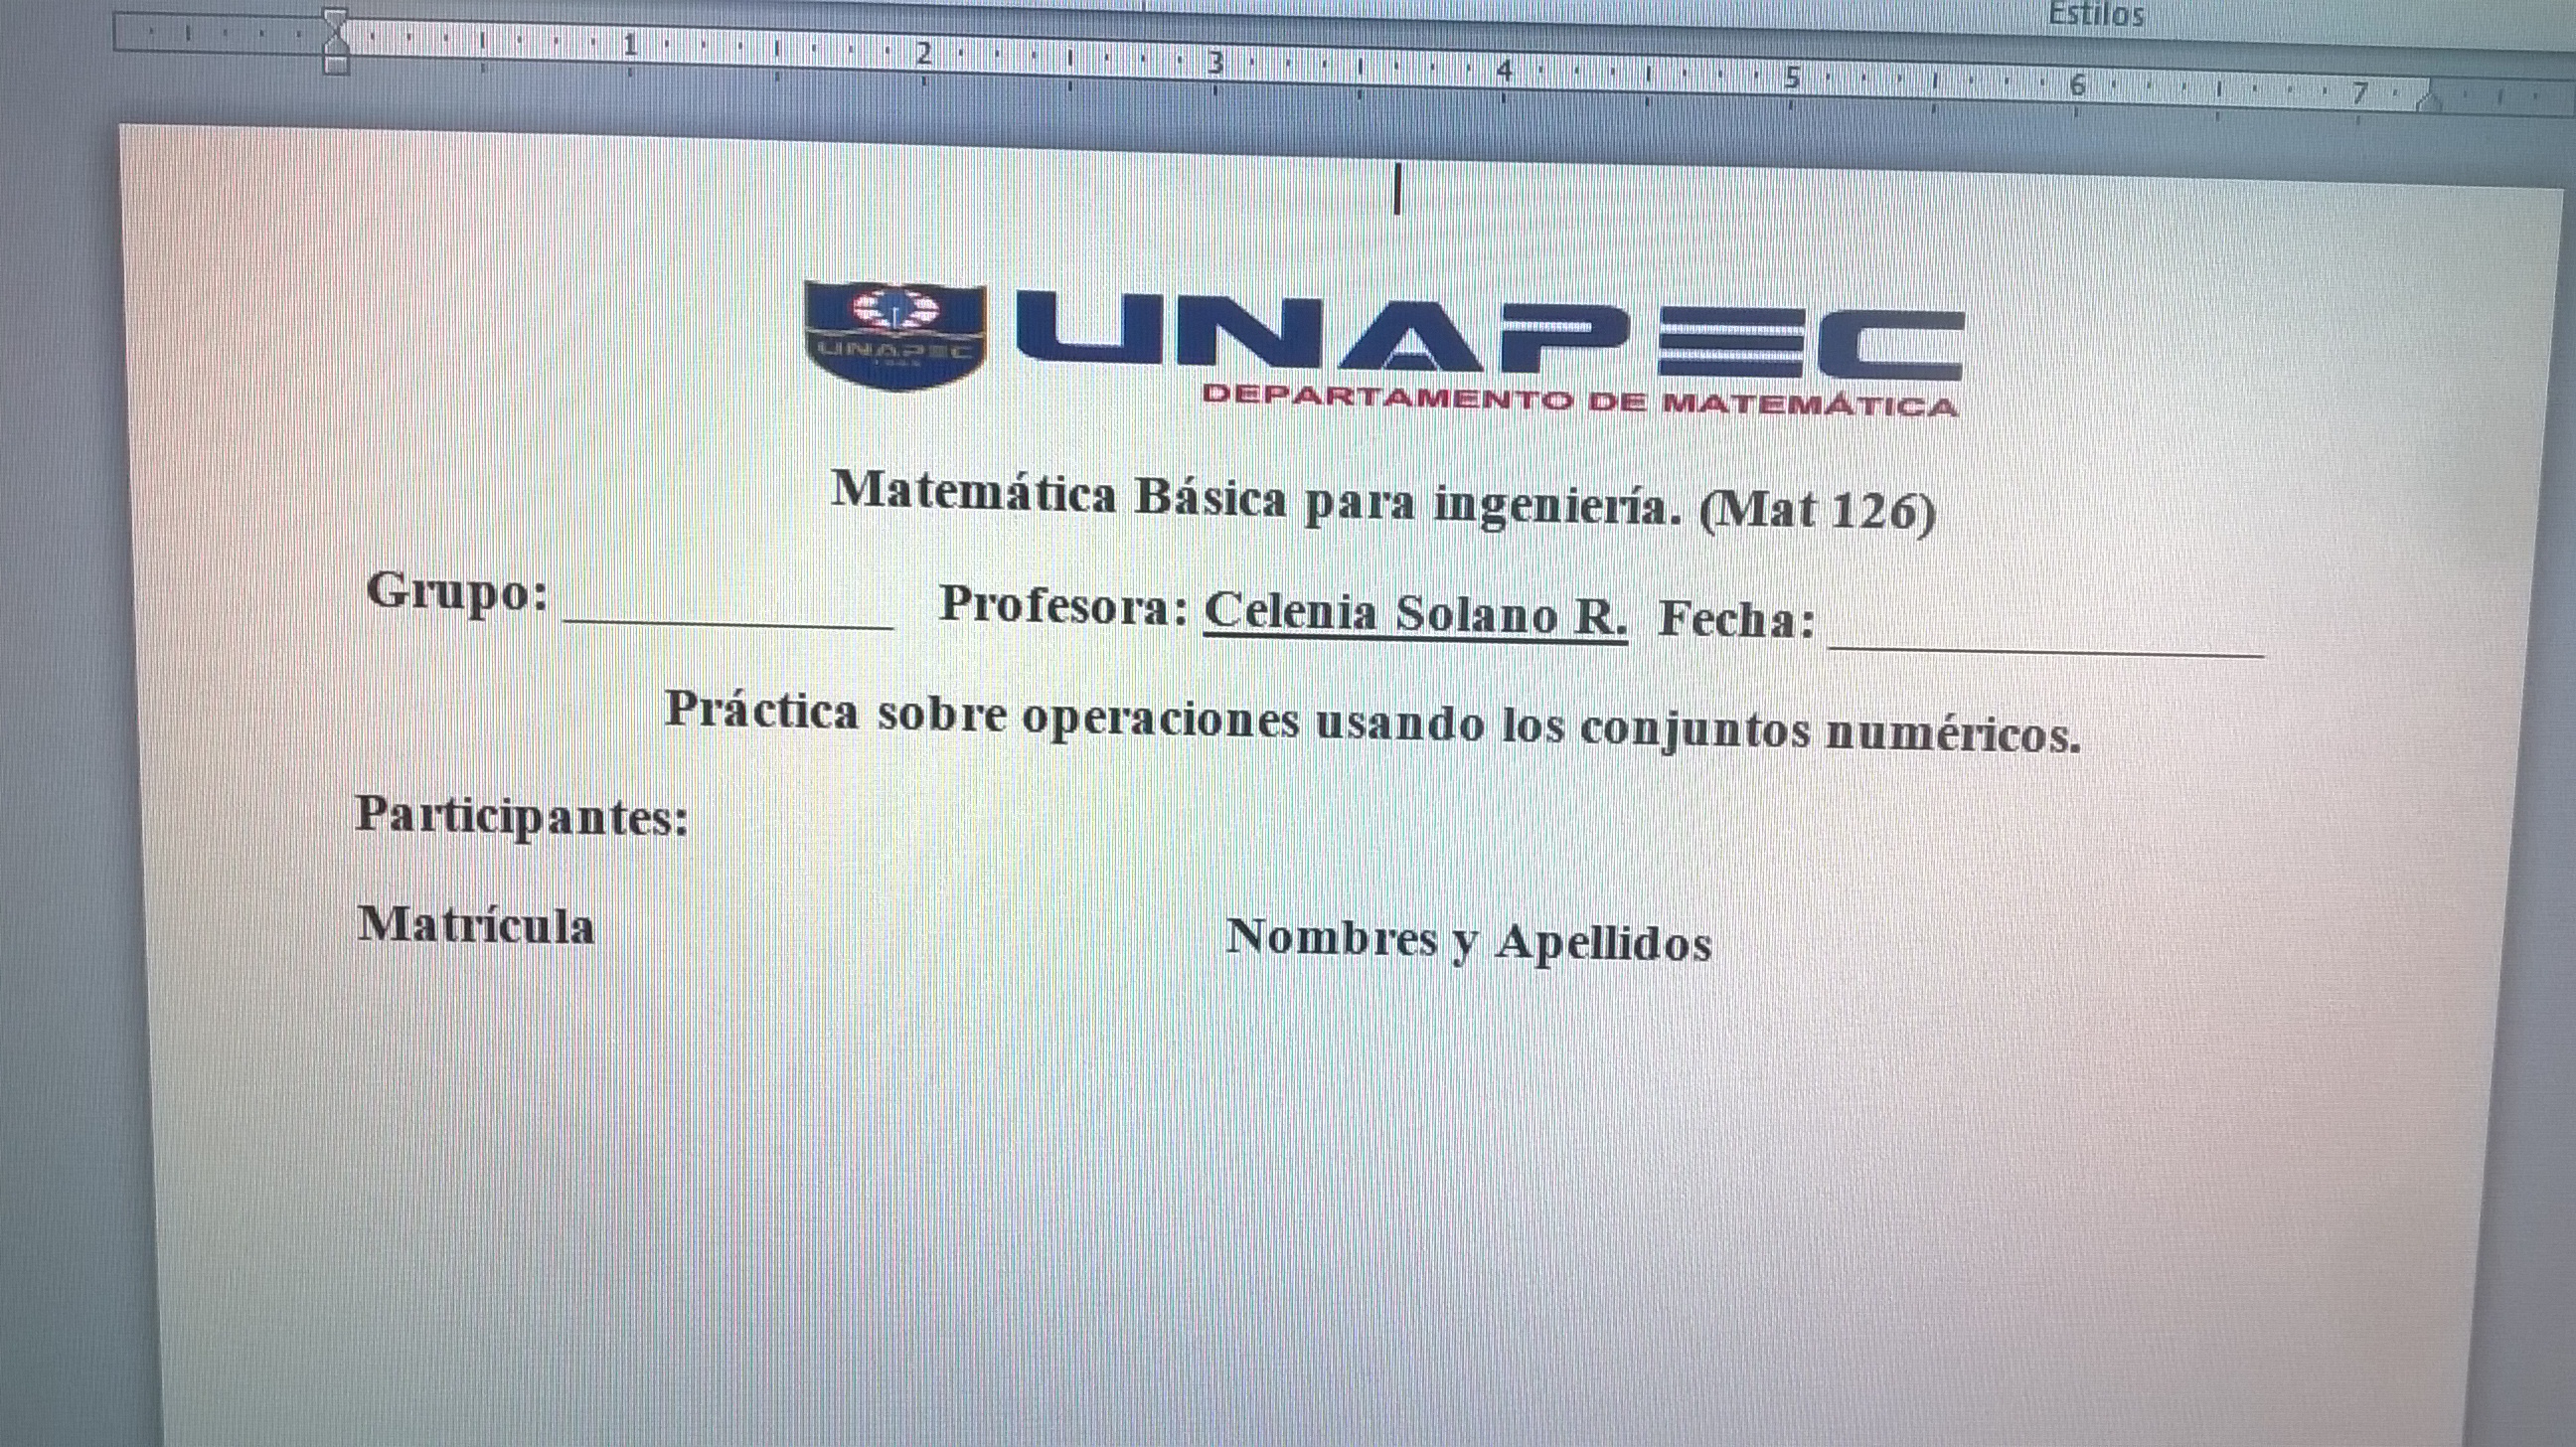 Estilos
1 2 3 4 5 6 7
UNAPEC
UNAPEC
DEPARTAMENTO DE MATEMÁTICA
Matemática Básica para ingeniería. (Mat 126)
Grupo: ____________ Profesora: Celenia Solano R. Fecha: ________________
Práctica sobre operaciones usando los conjuntos numéricos.
Participantes:
Matrícula Nombres y Apellidos